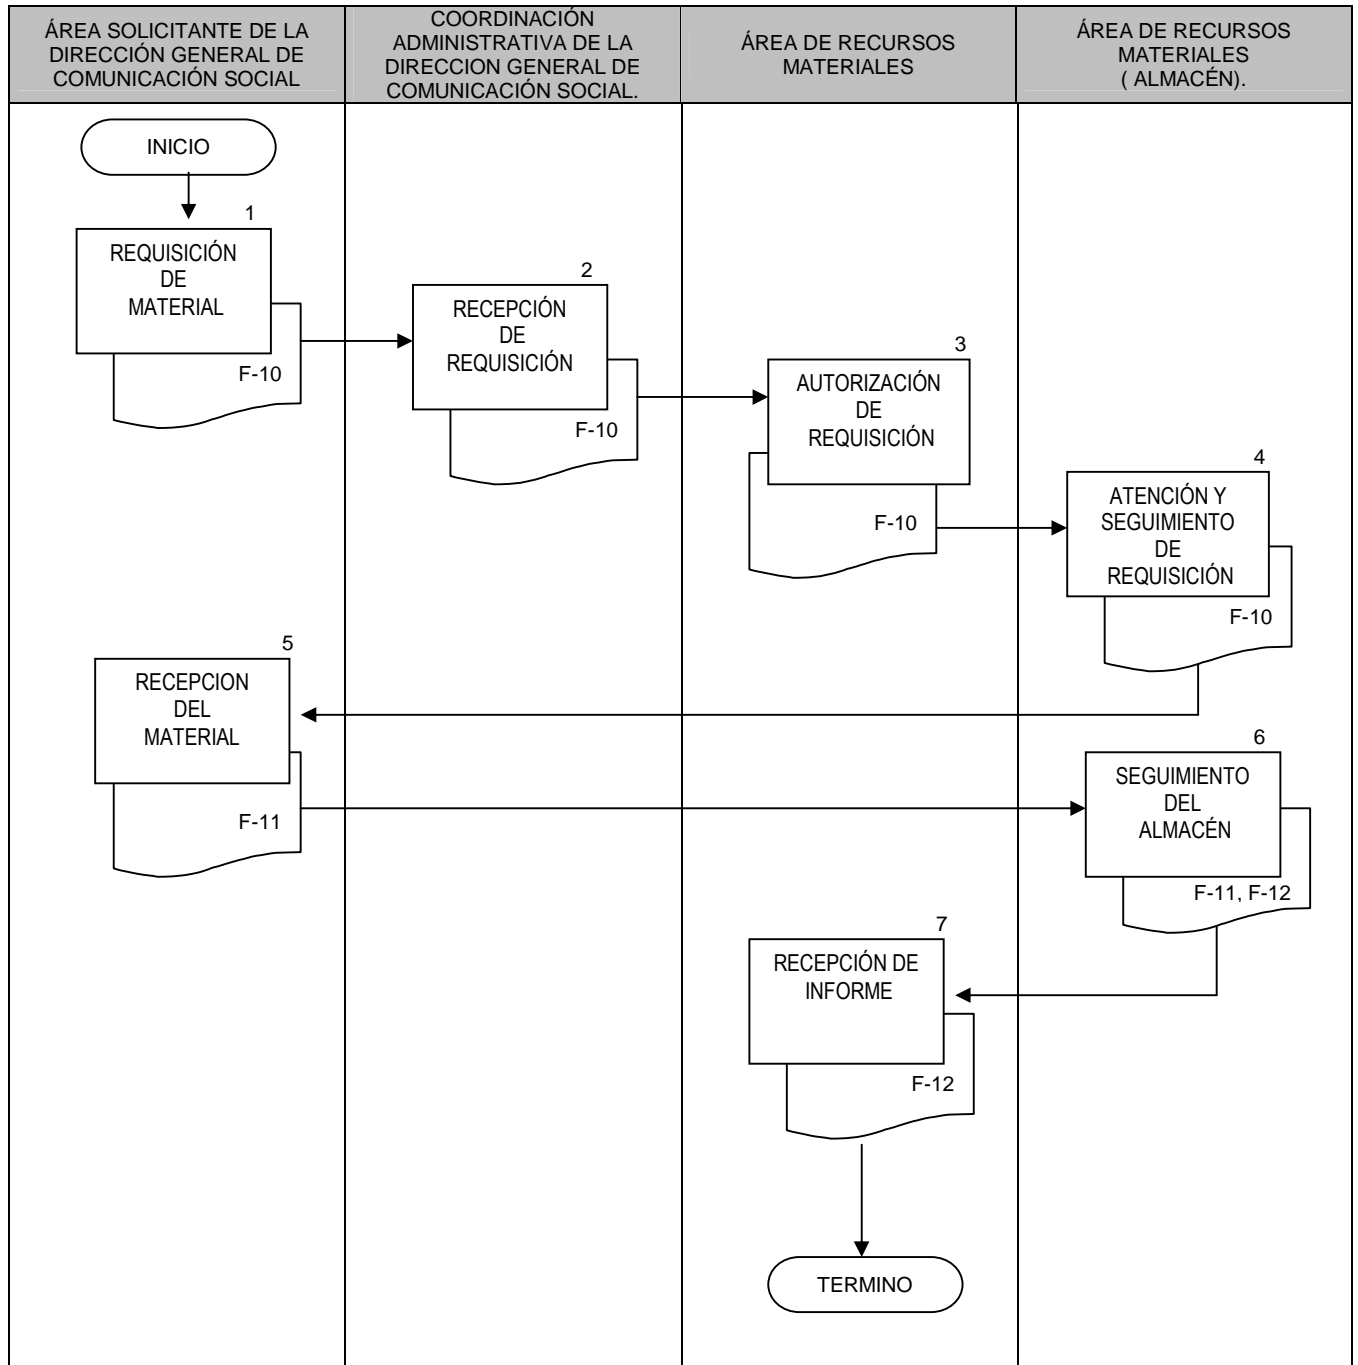 ÁREA SOLICITANTE DE LA
DIRECCIÓN GENERAL DE
COMUNICACIÓN SOCIAL
COORDINACIÓN
ADMINISTRATIVA DE LA
DIRECCION GENERAL DE
COMUNICACIÓN SOCIAL.
ÁREA DE RECURSOS
MATERIALES
ÁREA DE RECURSOS
MATERIALES
( ALMACÉN).
INICIO
1
REQUISICIÓN
DE
MATERIAL
F-10
2
RECEPCIÓN
DE
REQUISICIÓN
F-10
3
AUTORIZACIÓN
DE
REQUISICIÓN
F-10
4
ATENCIÓN Y
SEGUIMIENTO
DE
REQUISICIÓN
F-10
5
RECEPCION
DEL
MATERIAL
F-11
6
SEGUIMIENTO
DEL
ALMACÉN
F-11, F-12
7
RECEPCIÓN DE
INFORME
F-12
TERMINO